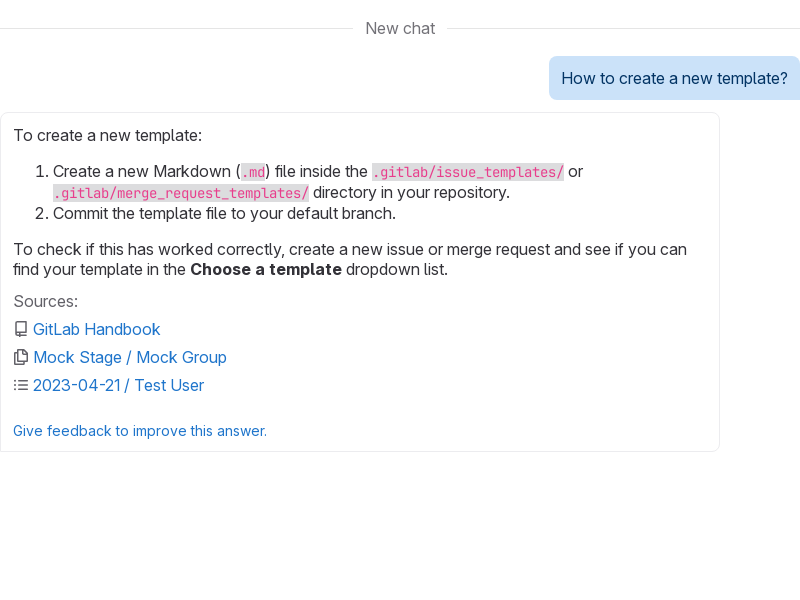 New chat
How to create a new template?
To create a new template:
1. Create a new Markdown (.md) file inside the .gitlab/issue_templates/ or
.gitlab/merge_request_templates/ directory in your repository.
2. Commit the template file to your default branch.
To check if this has worked correctly, create a new issue or merge request and see if you can
find your template in the Choose a template dropdown list.
Sources:
GitLab Handbook
Mock Stage / Mock Group
2023-04-21 / Test User
Give feedback to improve this answer.